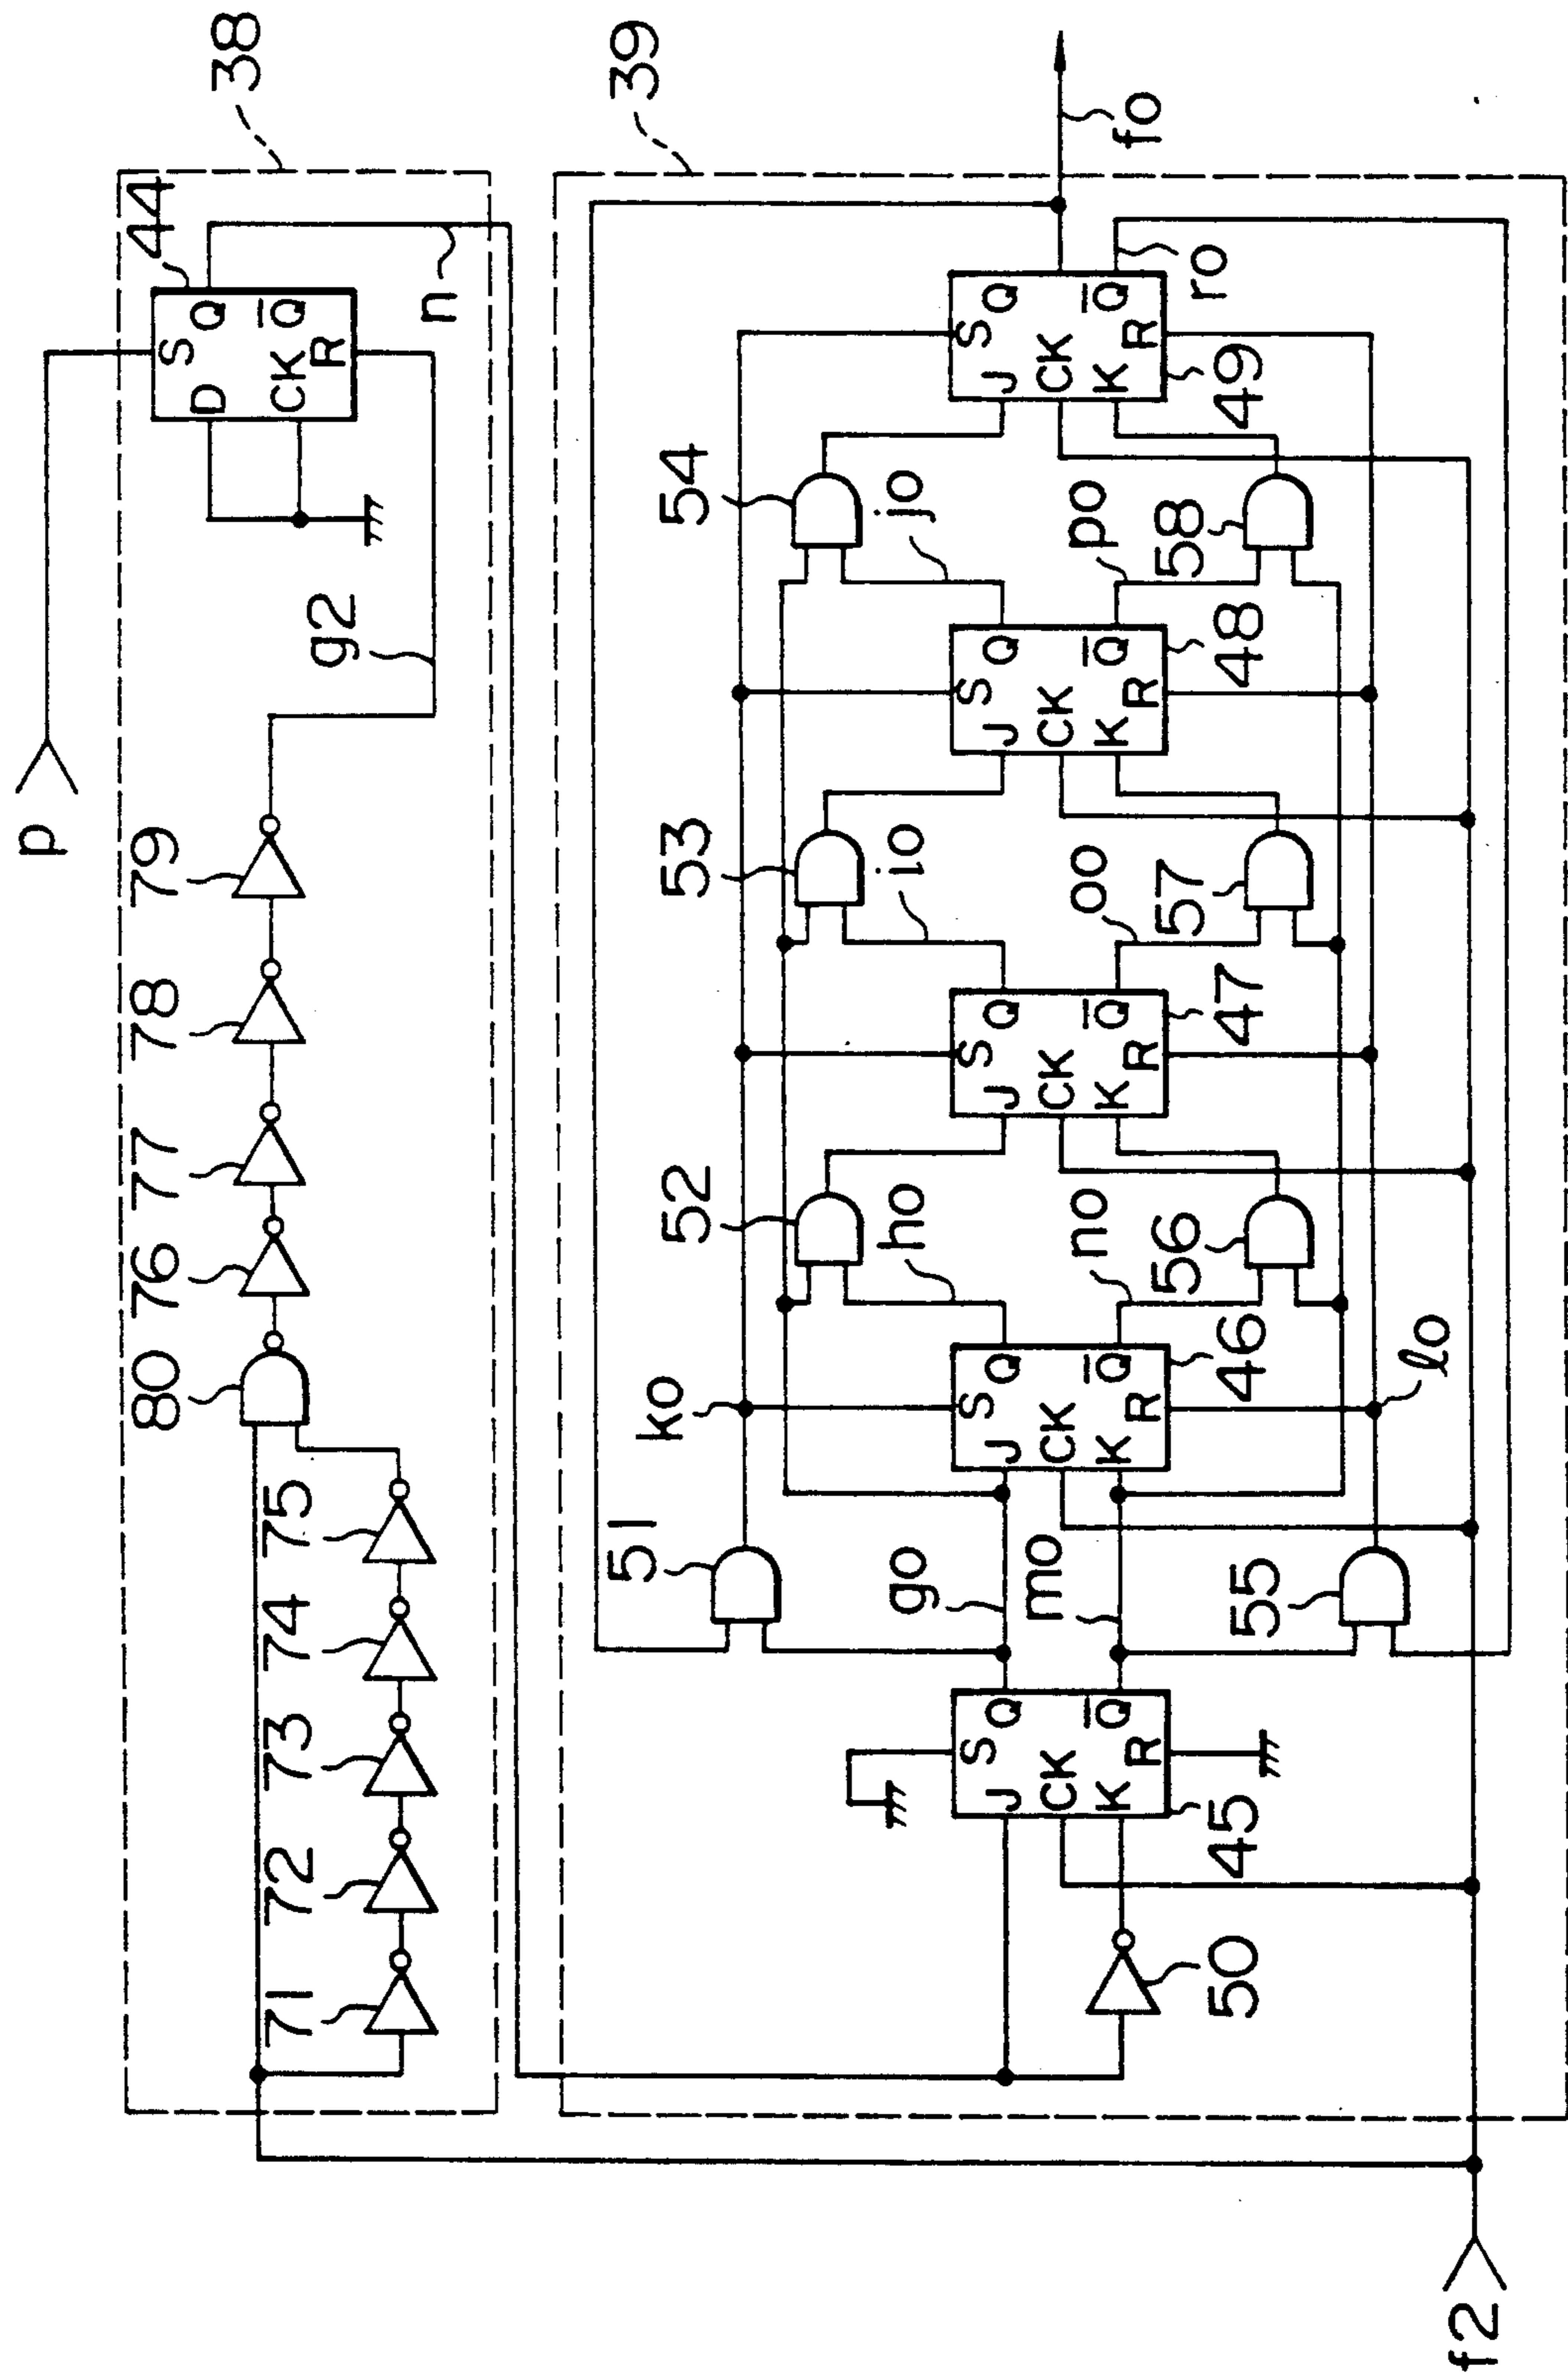 38
p
79
78
77
76
80
75
74
73
72
71
g2
44
S
D
Q
CK
Q
R
n
39
54
53
52
51
ko
jo
io
ho
go
S
J
Q
CK
K
Q
R
45
S
J
Q
CK
K
Q
R
46
S
J
Q
CK
K
Q
R
47
S
J
Q
CK
K
Q
R
48
S
J
Q
CK
K
Q
R
49
fo
ro
mo
no
oo
po
50
55
56
57
58
lo
f2